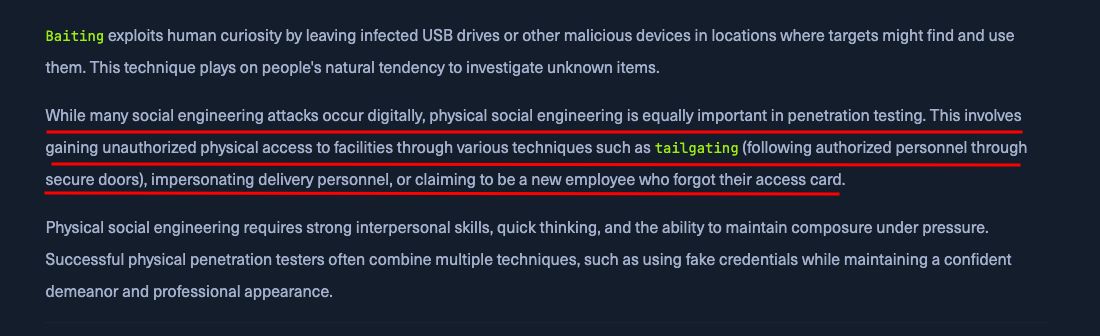 Baiting exploits human curiosity by leaving infected USB drives or other malicious devices in locations where targets might find and use
them. This technique plays on people's natural tendency to investigate unknown items.
While many social engineering attacks occur digitally, physical social engineering is equally important in penetration testing. This involves
gaining unauthorized physical access to facilities through various techniques such as tailgating (following authorized personnel through
secure doors), impersonating delivery personnel, or claiming to be a new employee who forgot their access card.
Physical social engineering requires strong interpersonal skills, quick thinking, and the ability to maintain composure under pressure.
Successful physical penetration testers often combine multiple techniques, such as using fake credentials while maintaining a confident
demeanor and professional appearance.